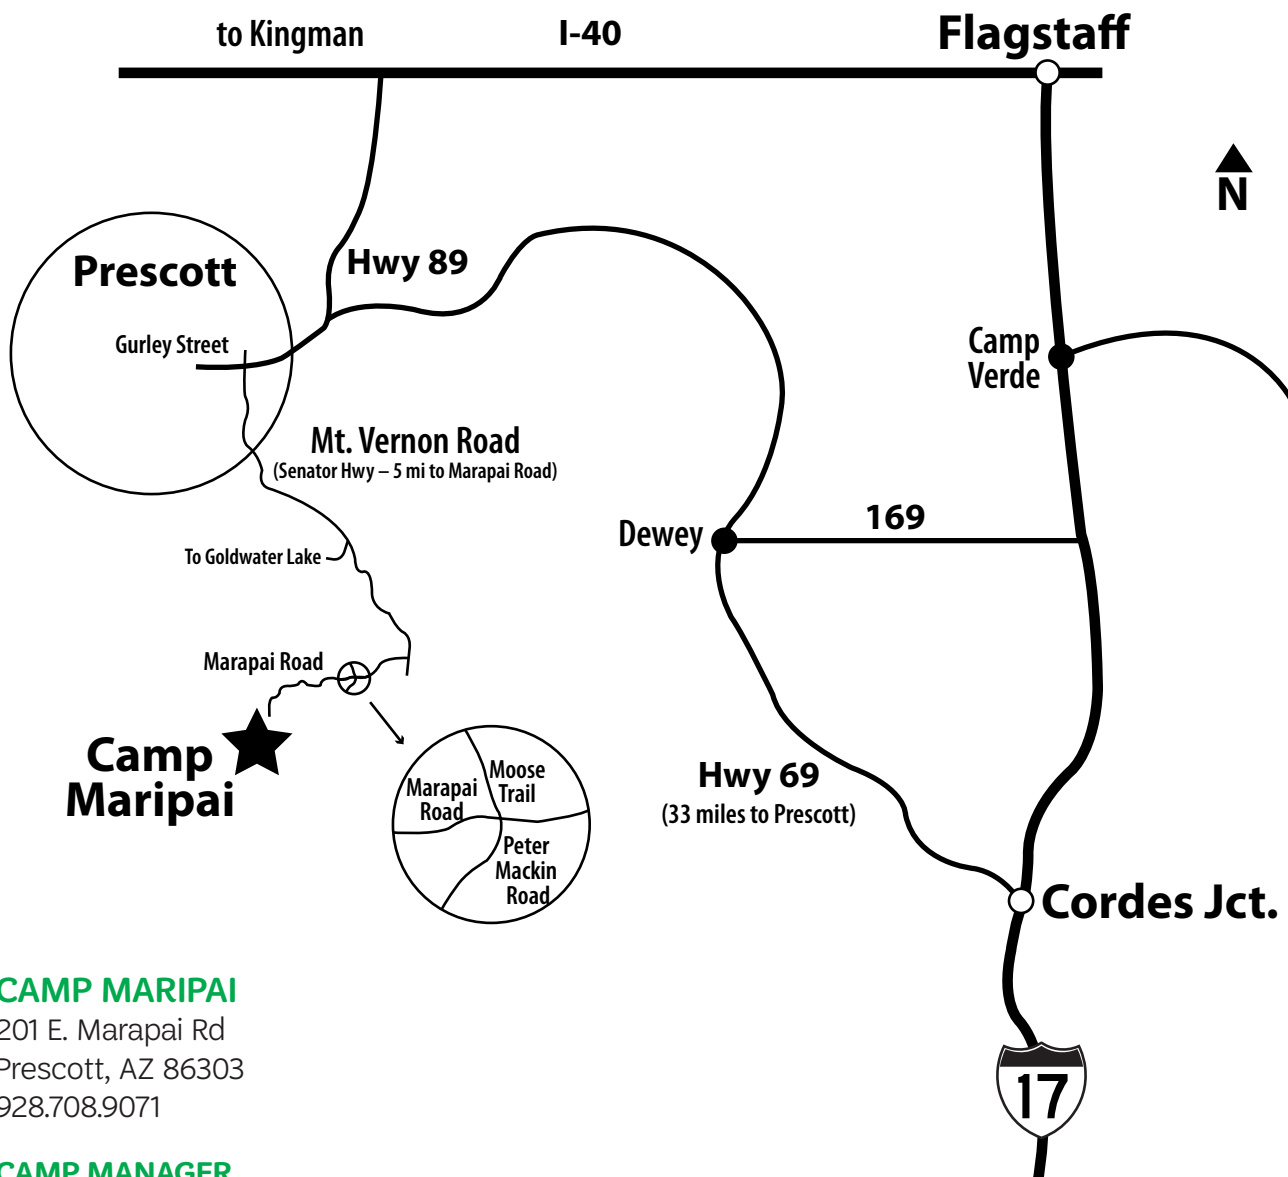 to Kingman
I-40
Flagstaff
N
Prescott
Hwy 89
Gurley Street
Camp
Verde
Mt. Vernon Road
(Senator Hwy – 5 mi to Marapai Road)
169
Dewey
To Goldwater Lake
Marapai Road
Camp
Maripai
Moose
Trail
Marapai
Road
Peter
Mackin
Road
Hwy 69
(33 miles to Prescott)
Cordes Jct.
CAMP MARIPAI
201 E. Marapai Rd
Prescott, AZ 86303
928.708.9071
17
CAMP MANAGER